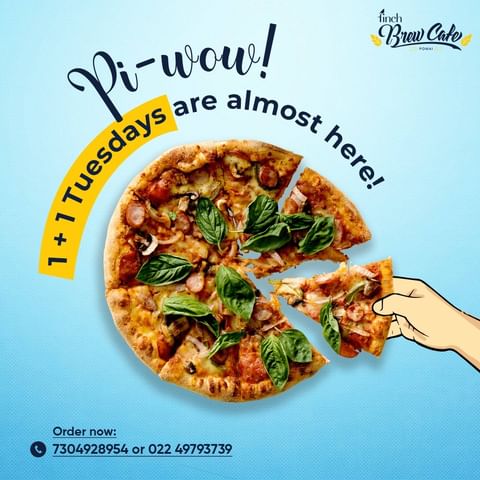 finch
Brew Cafe
POWAI
Pi-wow!
1 + 1 Tuesdays are almost here!
Order now:
7304928954 or 022 49793739